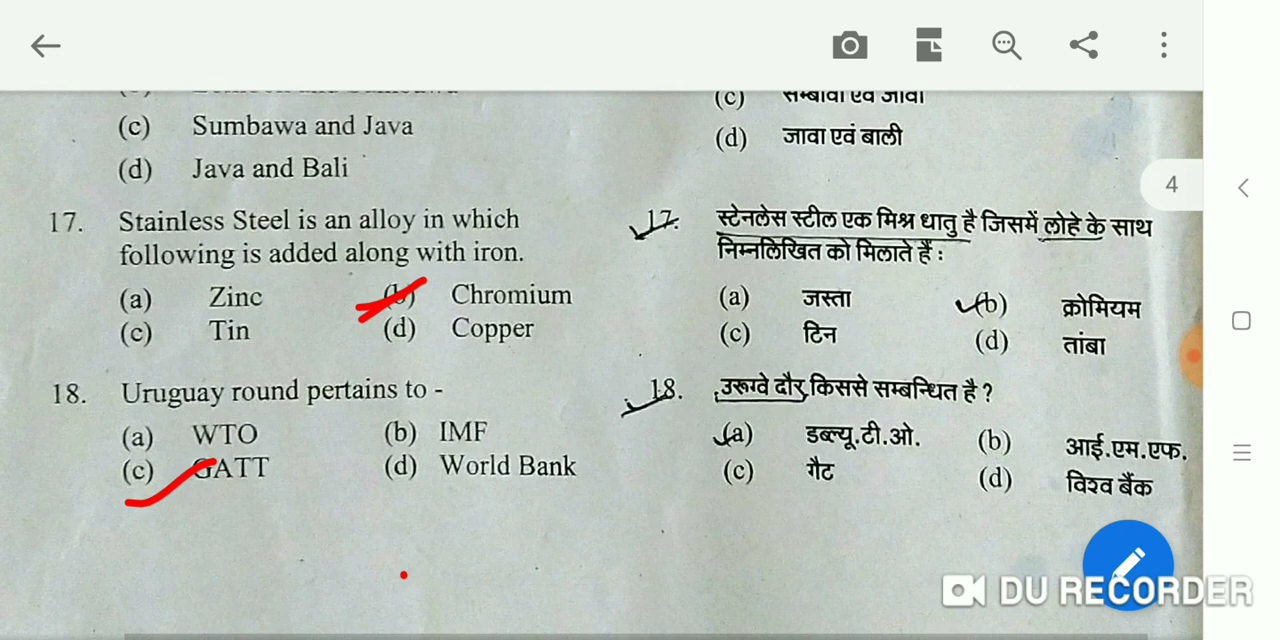 (c) Sumbawa and Java
(d) Java and Bali
17. Stainless Steel is an alloy in which
following is added along with iron.
(a) Zinc (b) Chromium
(c) Tin (d) Copper
18. Uruguay round pertains to -
(a) WTO (b) IMF
(c) GATT (d) World Bank
(c) सम्बावा एवं जावा
(d) जावा एवं बाली
4
17. स्टेनलेस स्टील एक मिश्र धातु है जिसमें लोहे के साथ
निम्नलिखित को मिलाते हैं :
(a) जस्ता (b) क्रोमियम
(c) टिन (d) तांबा
18. उरूग्वे दौर किससे सम्बन्धित है ?
(a) डब्ल्यू.टी.ओ. (b) आई.एम.एफ.
(c) गैट (d) विश्व बैंक
DU RECORDER